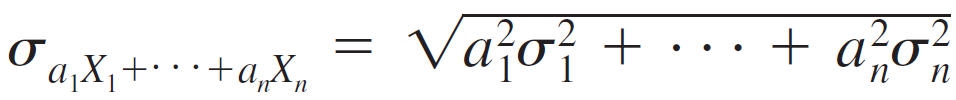 σ_{a_1X_1+···+a_nX_n} = √(a_1^2σ_1^2 + ··· + a_n^2σ_n^2)